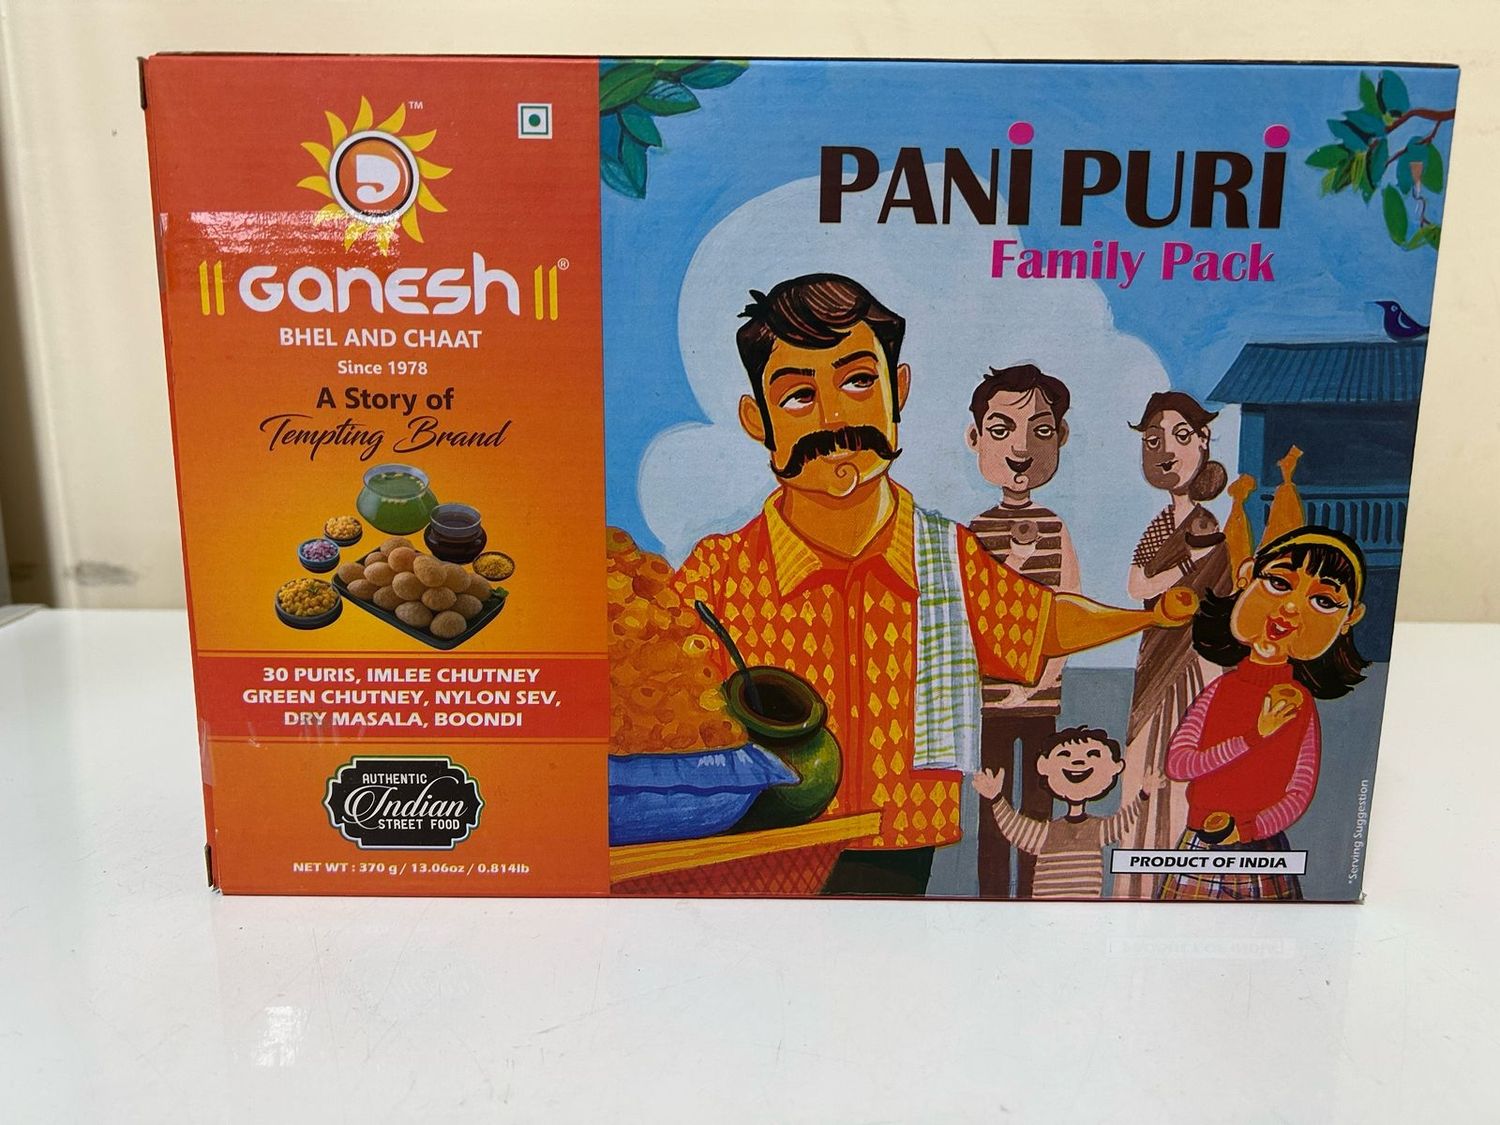 TM
|| GANESH || ®
BHEL AND CHAAT
Since 1978
A Story of
Tempting Brand
30 PURIS, IMLEE CHUTNEY
GREEN CHUTNEY, NYLON SEV,
DRY MASALA, BOONDI
AUTHENTIC
Indian
STREET FOOD
NET WT : 370 g / 13.06oz / 0.814lb
PANi PURi
Family Pack
PRODUCT OF INDIA
*Serving Suggestion